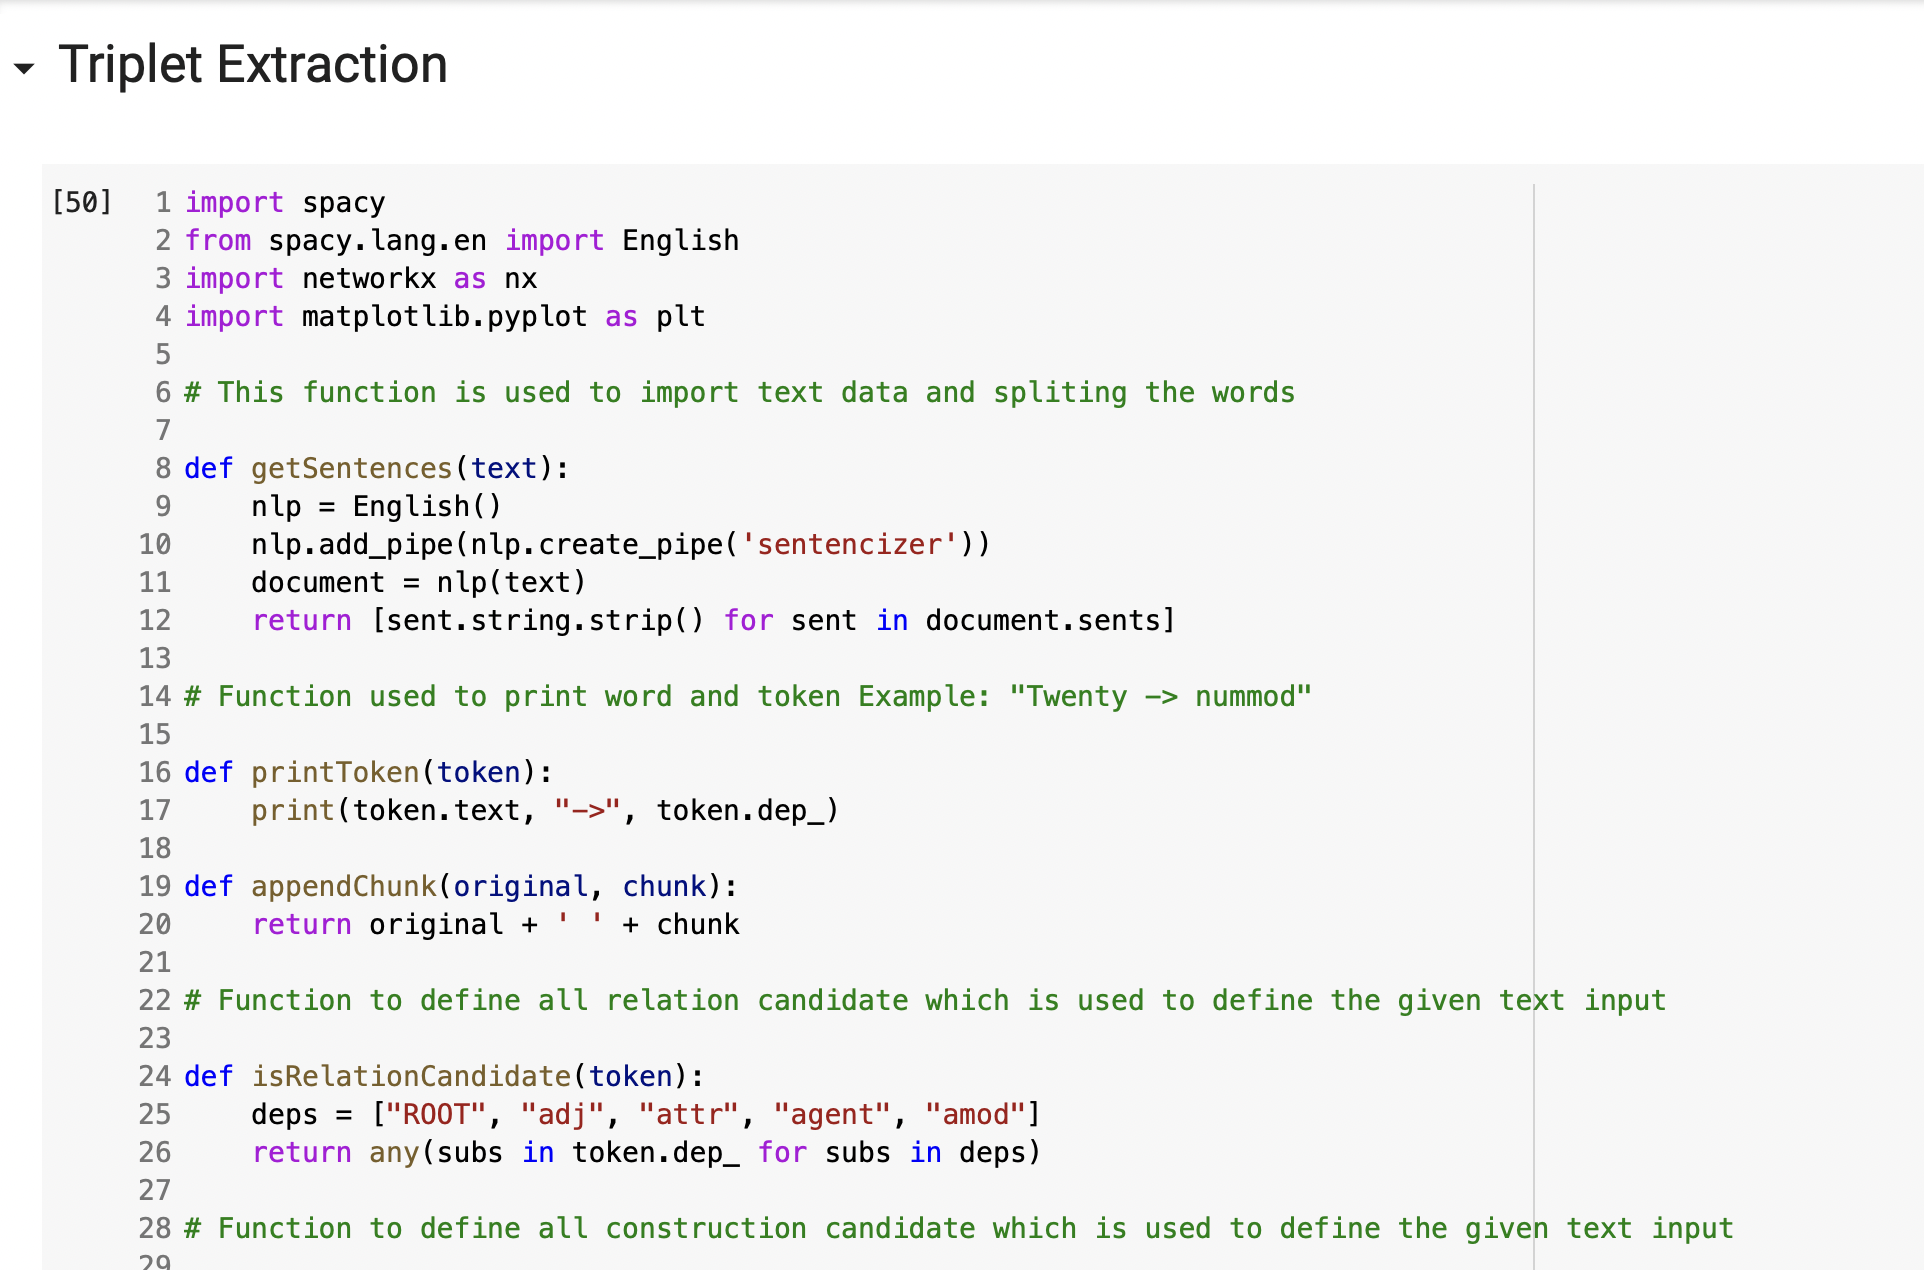 Triplet Extraction
[50] 1 import spacy
2 from spacy.lang.en import English
3 import networkx as nx
4 import matplotlib.pyplot as plt
5
6 # This function is used to import text data and spliting the words
7
8 def getSentences(text):
9     nlp = English()
10     nlp.add_pipe(nlp.create_pipe('sentencizer'))
11     document = nlp(text)
12     return [sent.string.strip() for sent in document.sents]
13
14 # Function used to print word and token Example: "Twenty -> nummod"
15
16 def printToken(token):
17     print(token.text, "->", token.dep_)
18
19 def appendChunk(original, chunk):
20     return original + ' ' + chunk
21
22 # Function to define all relation candidate which is used to define the given text input
23
24 def isRelationCandidate(token):
25     deps = ["ROOT", "adj", "attr", "agent", "amod"]
26     return any(subs in token.dep_ for subs in deps)
27
28 # Function to define all construction candidate which is used to define the given text input
29